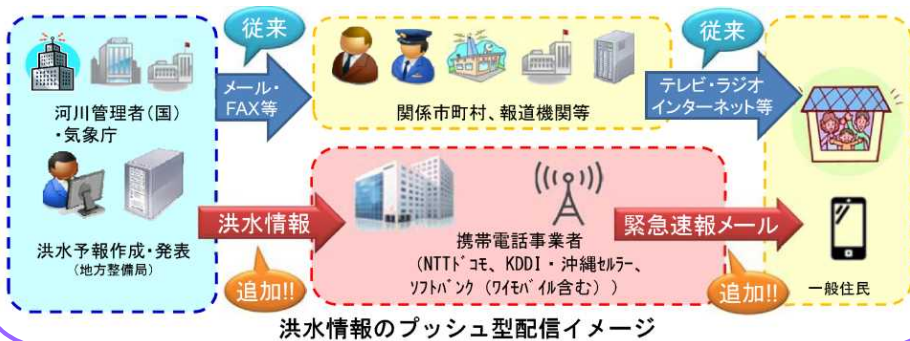 従来
メール・
FAX等
従来
テレビ・ラジオ
インターネット等
河川管理者(国)
・気象庁
関係市町村、報道機関等
洪水予報作成・発表
(地方整備局)
洪水情報
追加!!
携帯電話事業者
(NTTドコモ、KDDI・沖縄セルラー、
ソフトバンク(ワイモバイル含む))
緊急速報メール
追加!!
一般住民
洪水情報のプッシュ型配信イメージ